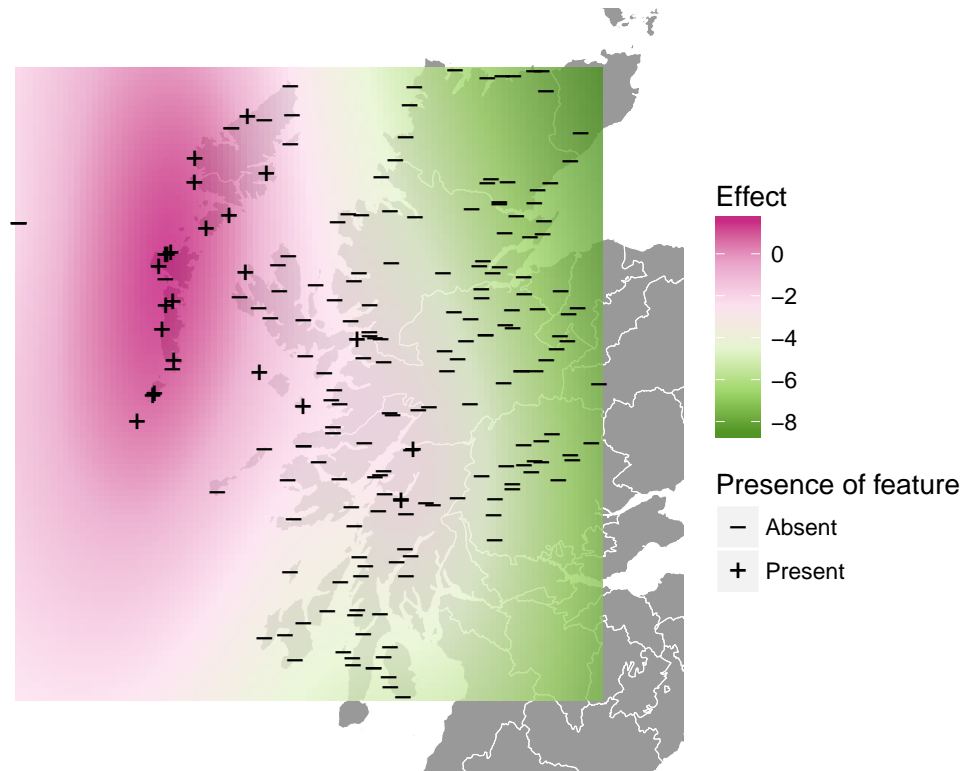 Effect
0
−2
−4
−6
−8
Presence of feature
− Absent
+ Present